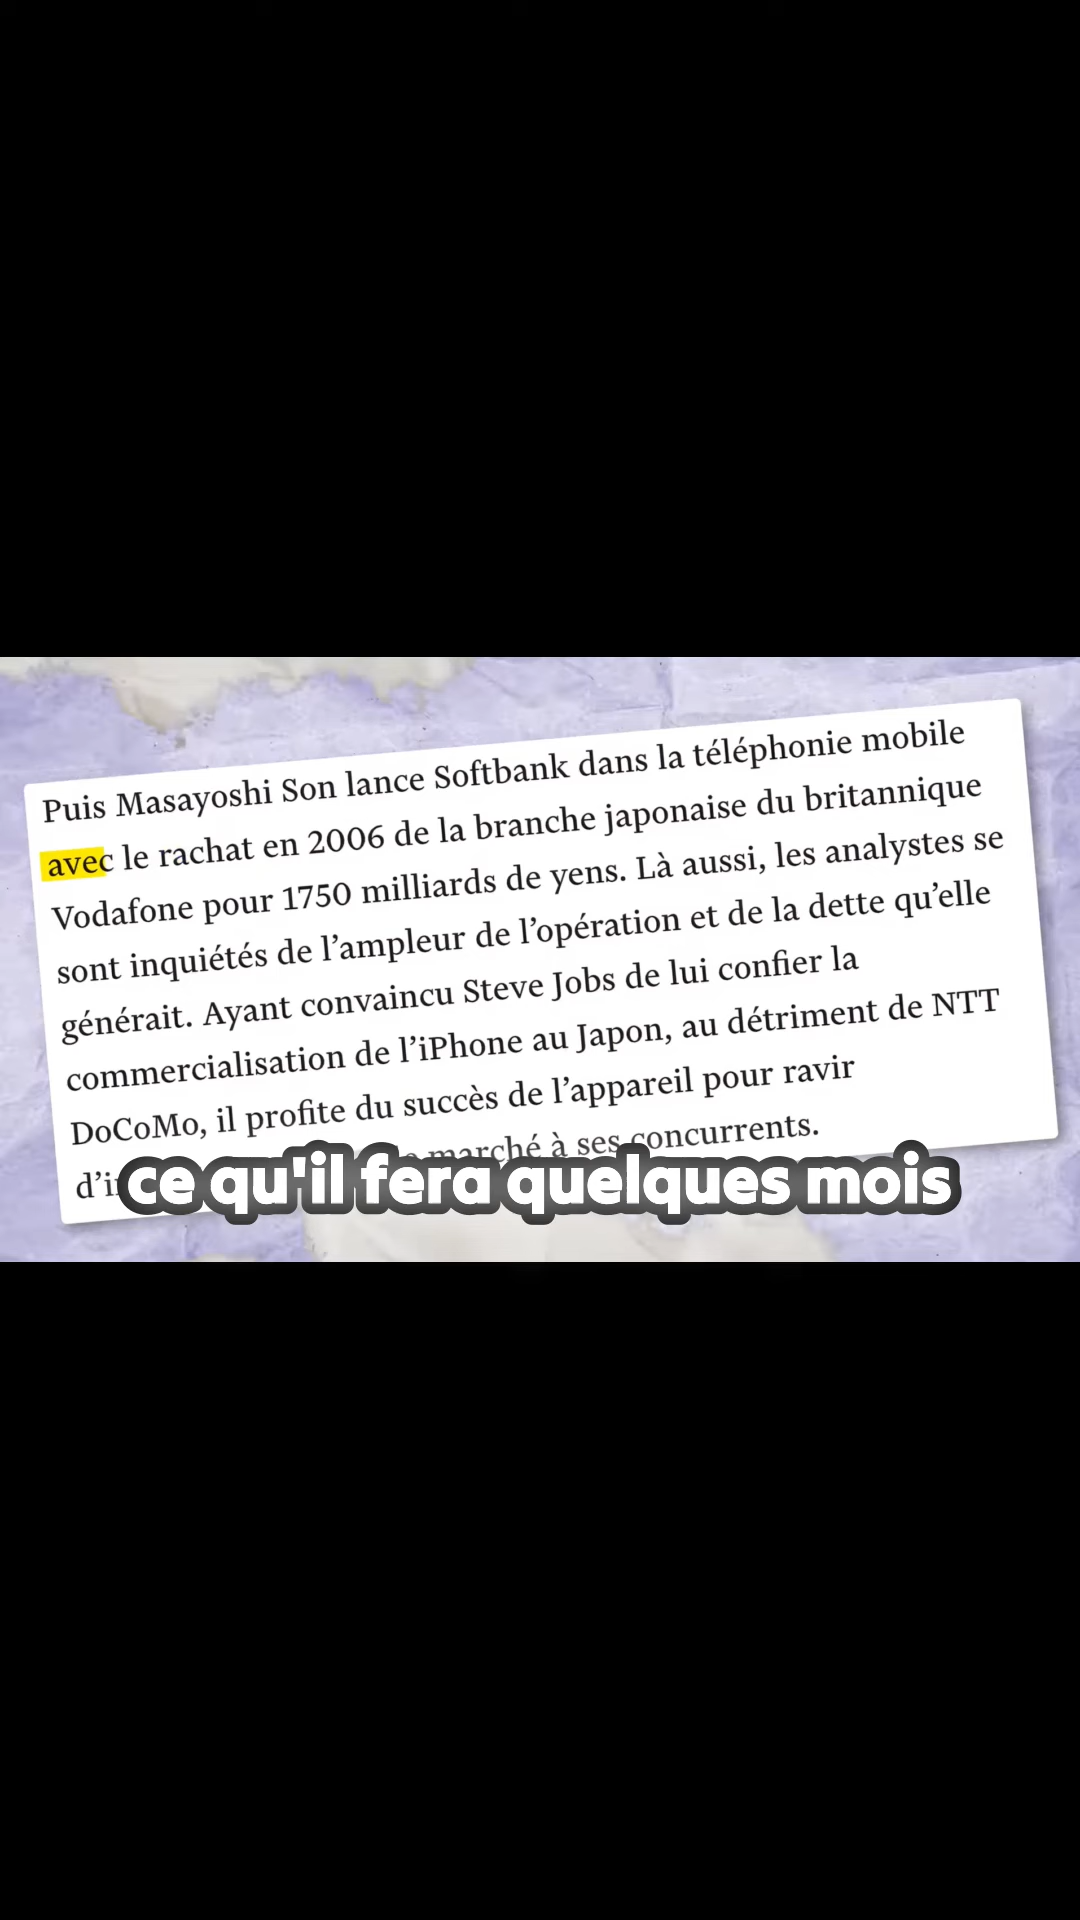 Puis Masayoshi Son lance Softbank dans la téléphonie mobile
avec le rachat en 2006 de la branche japonaise du britannique
Vodafone pour 1750 milliards de yens. Là aussi, les analystes se
sont inquiétés de l’ampleur de l’opération et de la dette qu’elle
générait. Ayant convaincu Steve Jobs de lui confier la
commercialisation de l’iPhone au Japon, au détriment de NTT
DoCoMo, il profite du succès de l’appareil pour ravir
marché à ses concurrents.
ce qu'il fera quelques mois